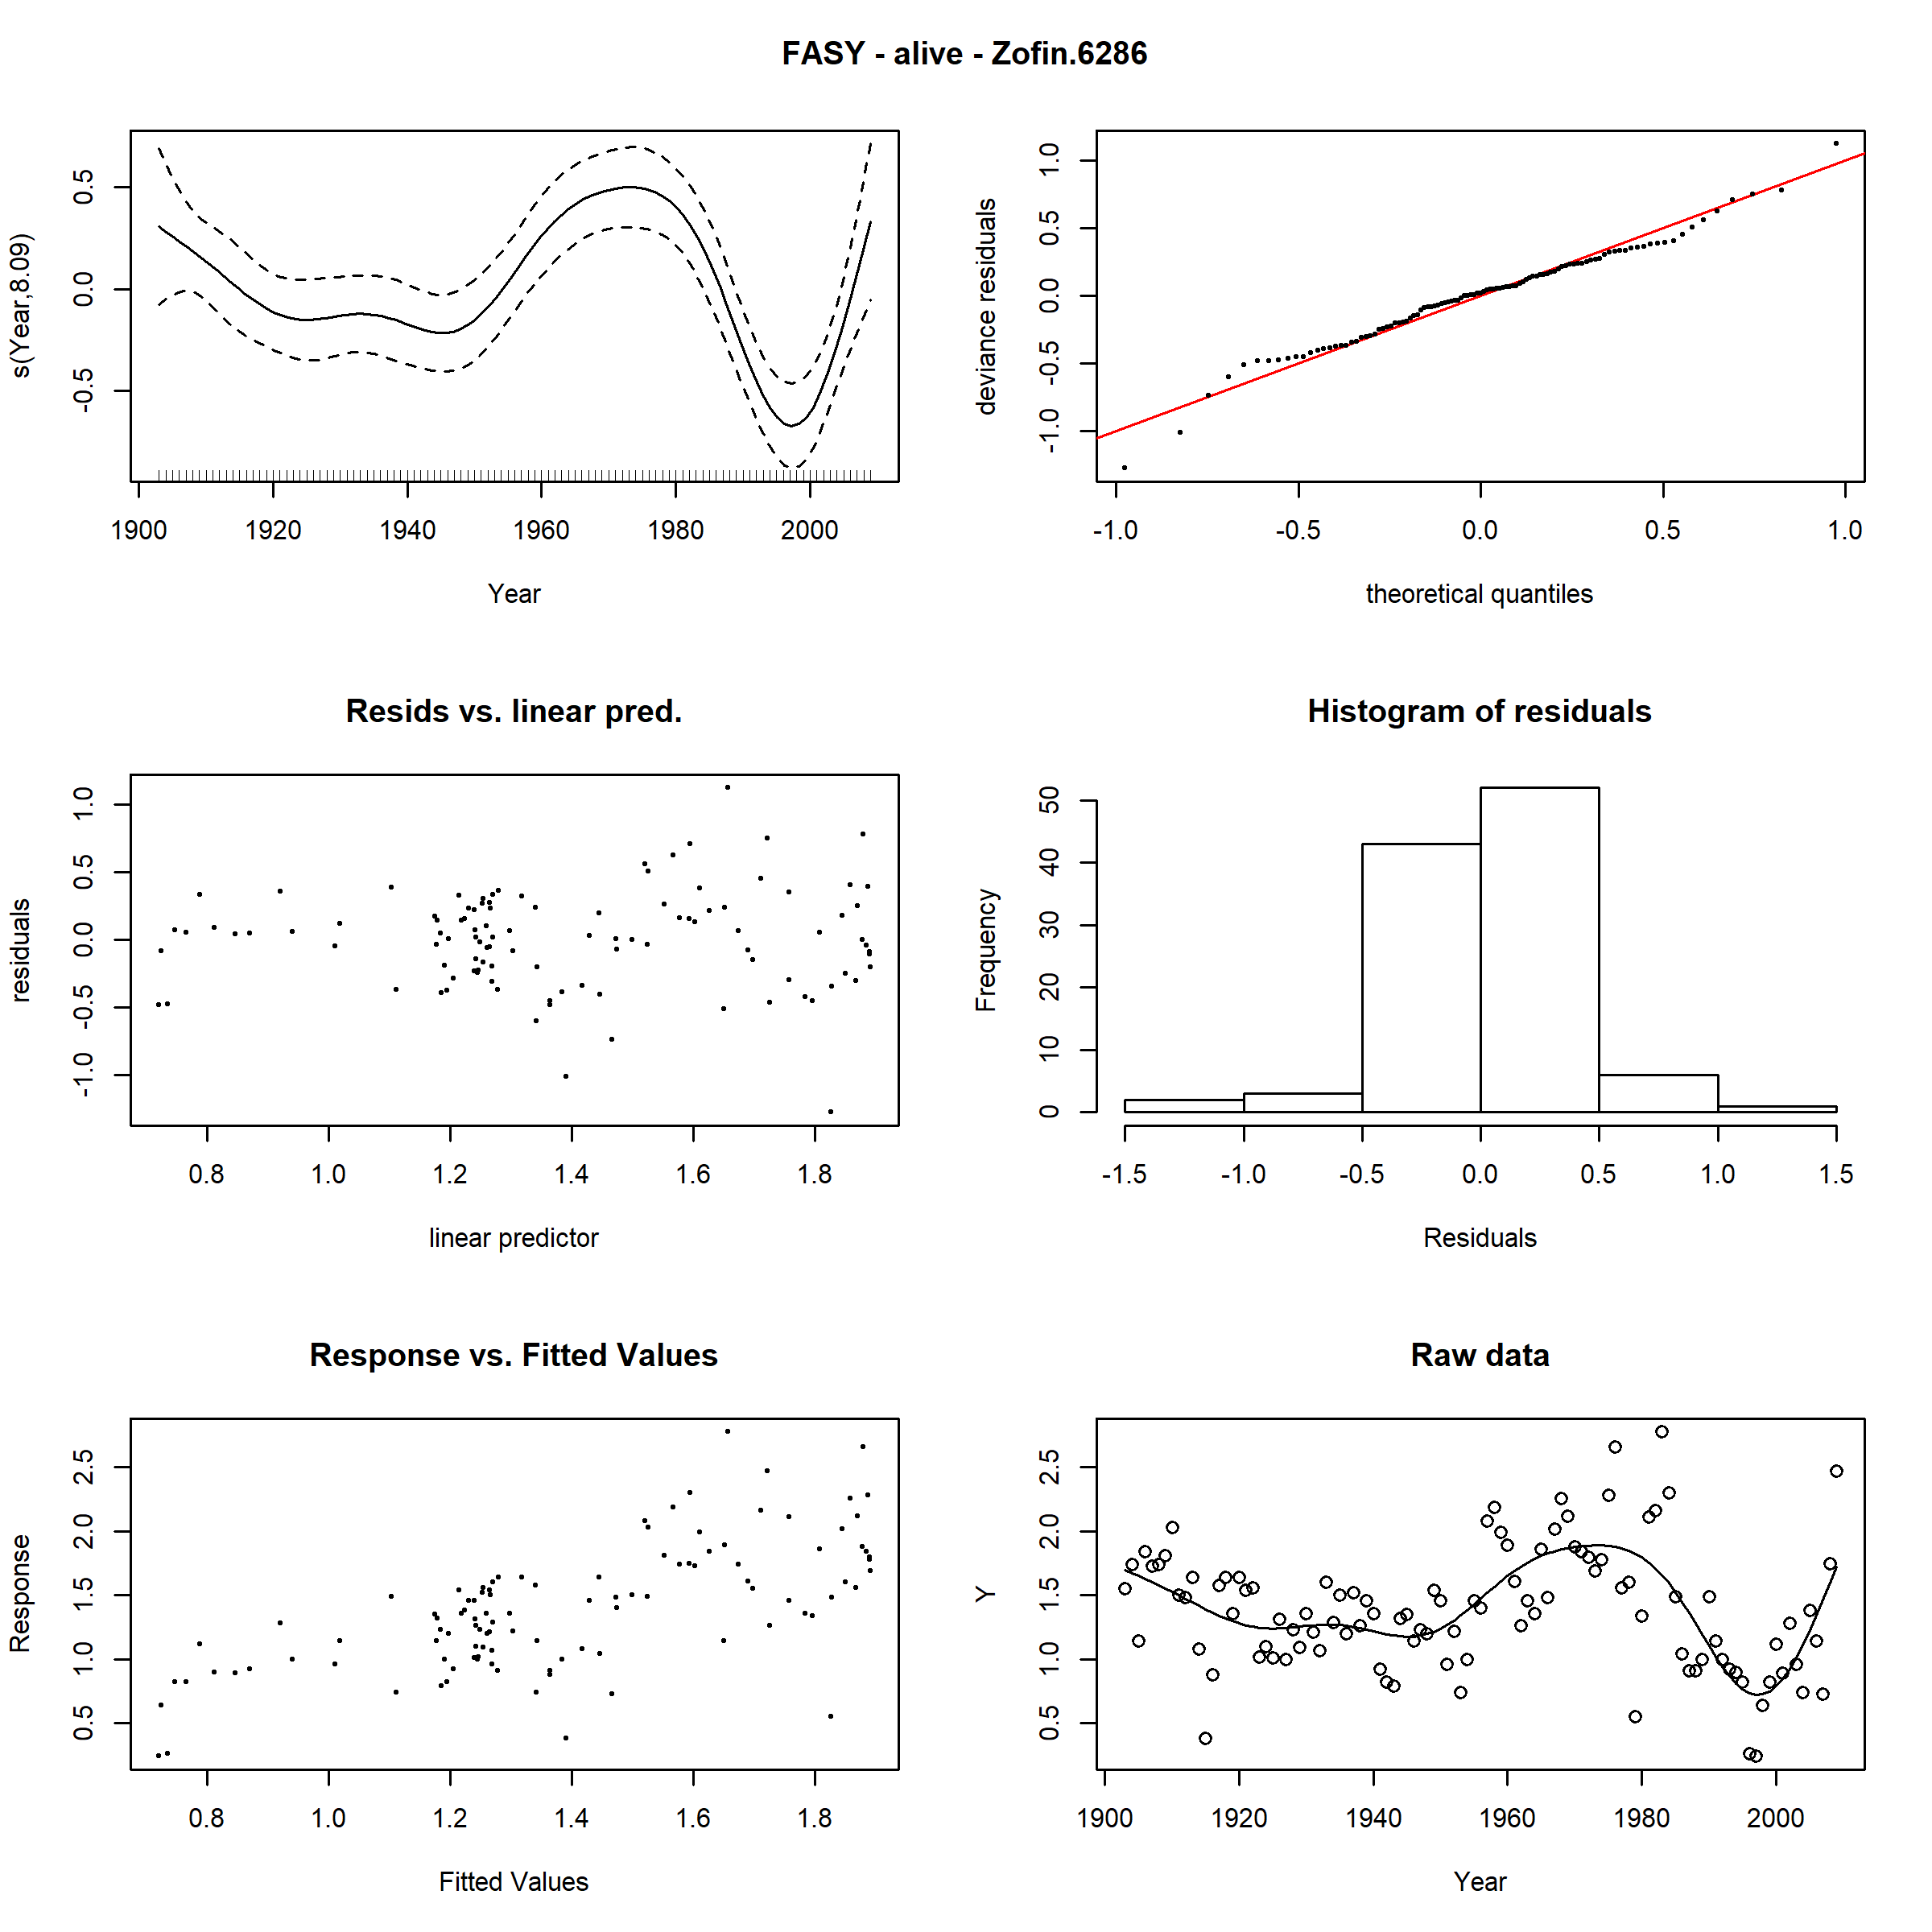 FASY - alive - Zofin.6286
s(Year,8.09)
0.5
0.0
-0.5
1900 1920 1940 1960 1980 2000
Year
deviance residuals
1.0
0.5
0.0
-0.5
-1.0
-1.0 -0.5 0.0 0.5 1.0
theoretical quantiles
Resids vs. linear pred.
residuals
1.0
0.5
0.0
-0.5
-1.0
0.8 1.0 1.2 1.4 1.6 1.8
linear predictor
Histogram of residuals
Frequency
50
40
30
20
10
0
-1.5 -1.0 -0.5 0.0 0.5 1.0 1.5
Residuals
Response vs. Fitted Values
Response
2.5
2.0
1.5
1.0
0.5
0.8 1.0 1.2 1.4 1.6 1.8
Fitted Values
Raw data
Y
2.5
2.0
1.5
1.0
0.5
1900 1920 1940 1960 1980 2000
Year